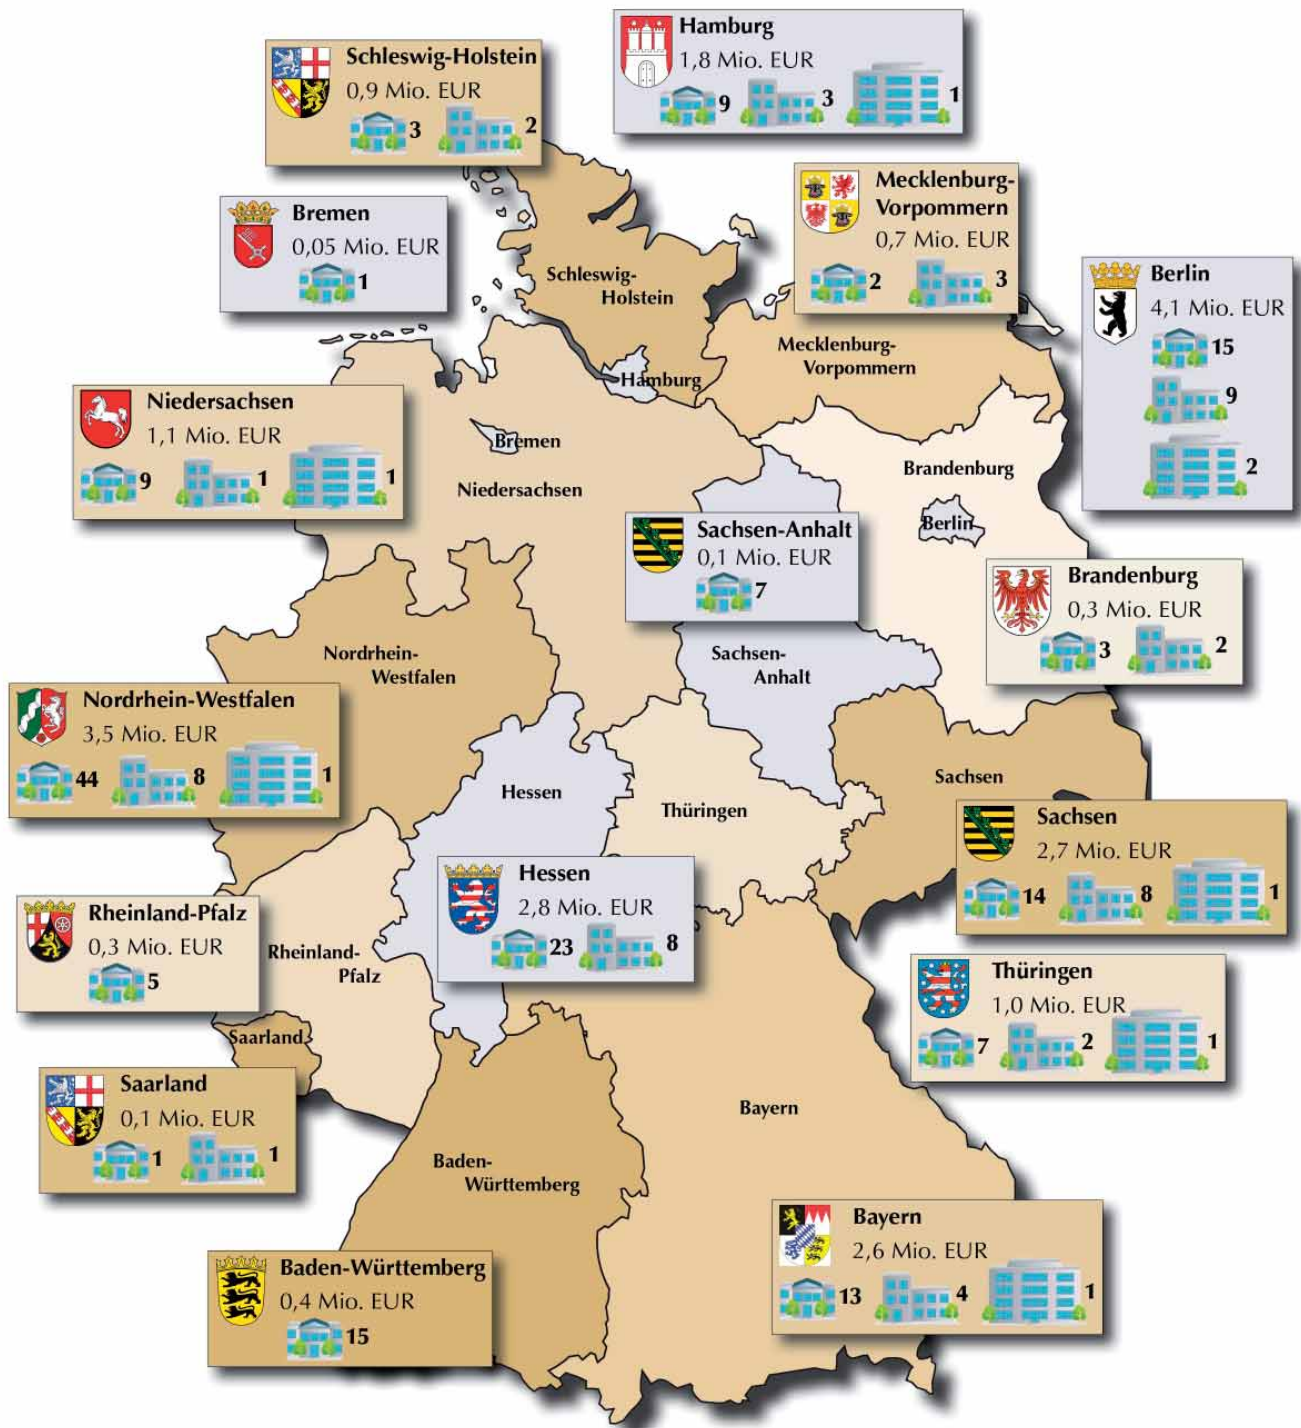 Hamburg
1,8 Mio. EUR
9 3 1
Schleswig-Holstein
0,9 Mio. EUR
3 2
Mecklenburg-
Vorpommern
0,7 Mio. EUR
2 3
Bremen
0,05 Mio. EUR
1
Berlin
4,1 Mio. EUR
15
9
2
Schleswig-
Holstein
Mecklenburg-
Vorpommern
Hamburg
Niedersachsen
1,1 Mio. EUR
9 1 1
Bremen
Niedersachsen
Brandenburg
Berlin
Sachsen-Anhalt
0,1 Mio. EUR
7
Brandenburg
0,3 Mio. EUR
3 2
Nordrhein-
Westfalen
Sachsen-
Anhalt
Nordrhein-Westfalen
3,5 Mio. EUR
44 8 1
Hessen
Thüringen
Sachsen
Sachsen
2,7 Mio. EUR
14 8 1
Hessen
2,8 Mio. EUR
23 8
Rheinland-Pfalz
0,3 Mio. EUR
5
Rheinland-
Pfalz
Thüringen
1,0 Mio. EUR
7 2 1
Saarland
Saarland
0,1 Mio. EUR
1 1
Bayern
Baden-
Württemberg
Bayern
2,6 Mio. EUR
13 4 1
Baden-Württemberg
0,4 Mio. EUR
15